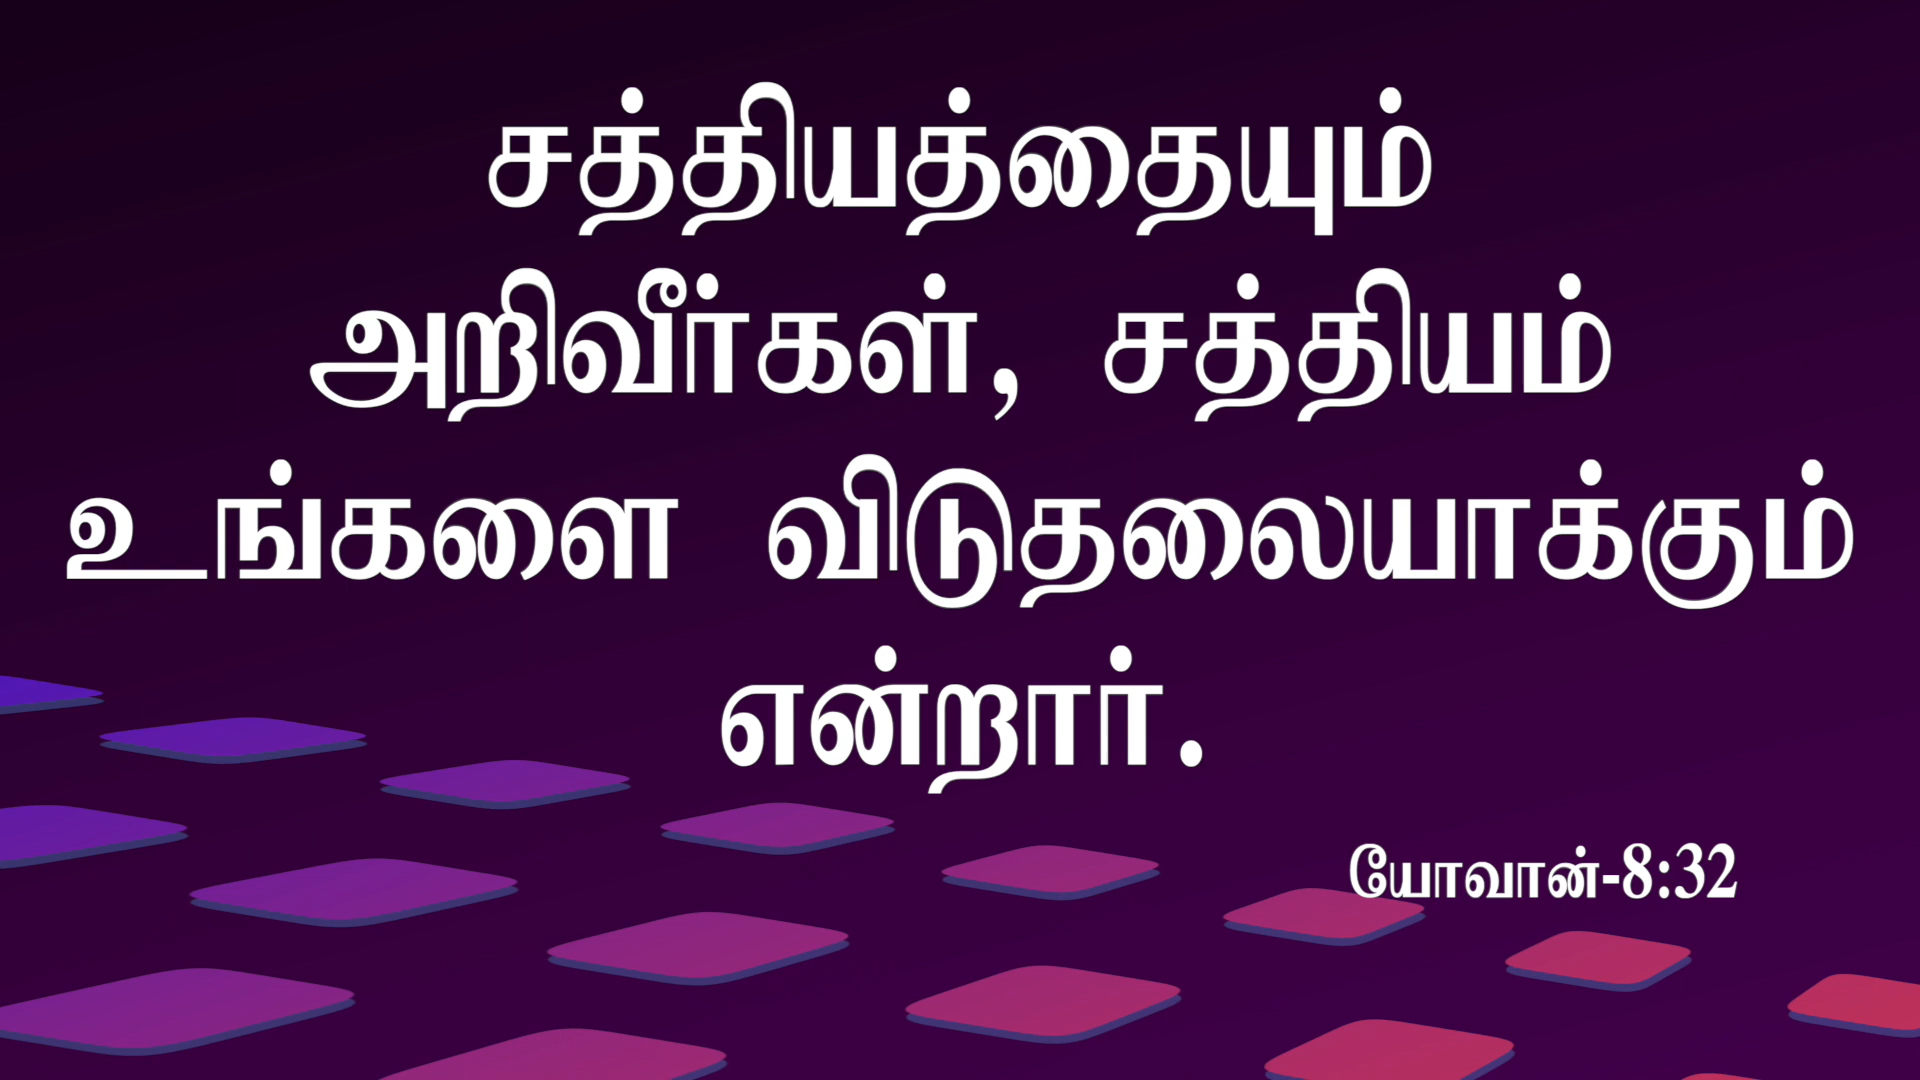 சத்தியத்தையும்
அறிவீர்கள், சத்தியம்
உங்களை விடுதலையாக்கும்
என்றார்.
யோவான்-8:32